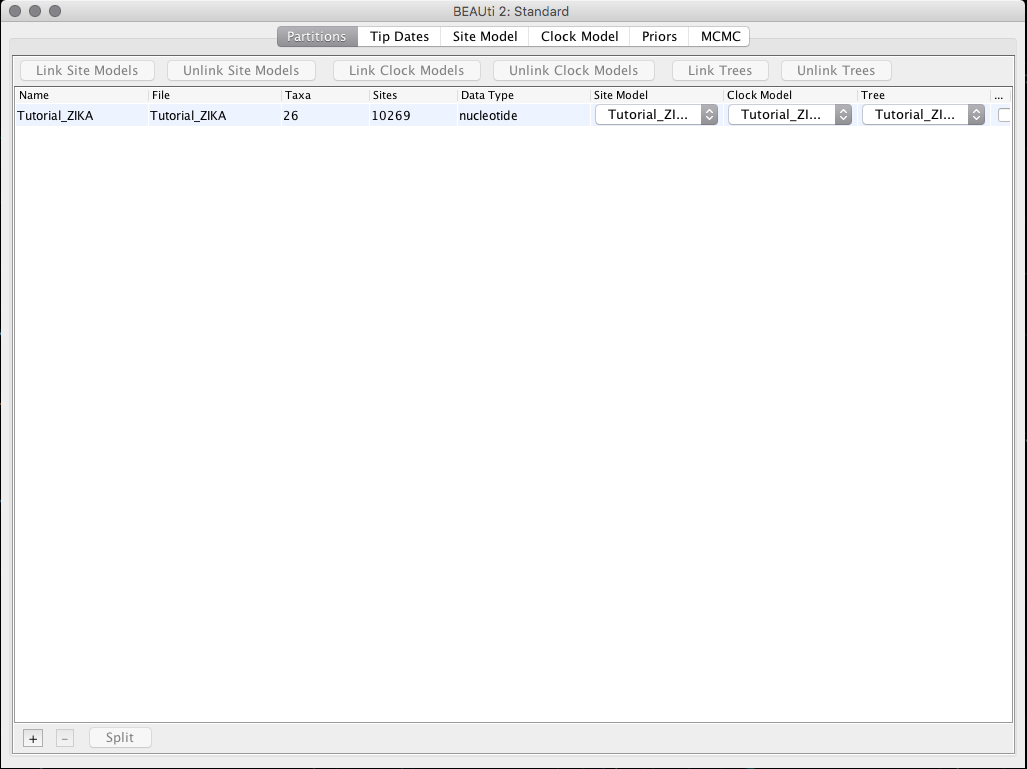 BEAUti 2: Standard
Partitions Tip Dates Site Model Clock Model Priors MCMC
Link Site Models Unlink Site Models Link Clock Models Unlink Clock Models Link Trees Unlink Trees
Name File Taxa Sites Data Type Site Model Clock Model Tree ...
Tutorial_ZIKA Tutorial_ZIKA 26 10269 nucleotide Tutorial_ZI... Tutorial_ZI... Tutorial_ZI...
+ - Split